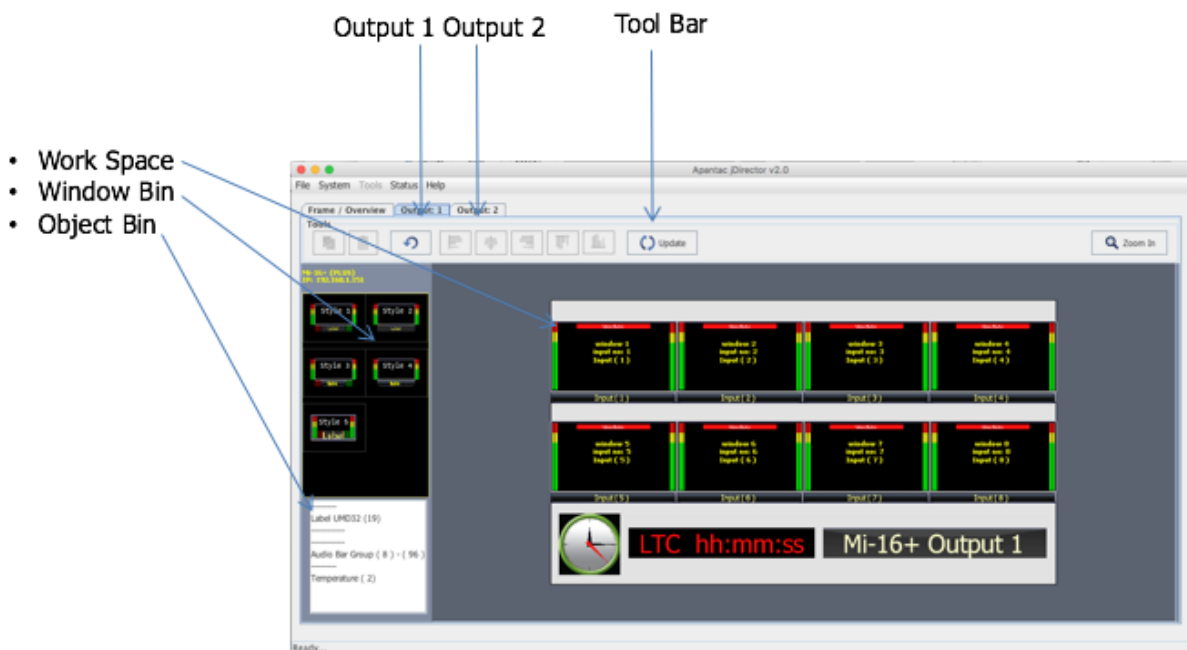 Output 1 Output 2
Tool Bar
• Work Space
• Window Bin
• Object Bin
Apantac jDirector v2.0
File System Tools Status Help
Frame / Overview Output: 1 Output: 2
Tools
Update
Zoom In
Mi-16+ (PLUS)
Style 1 Style 2
Style 3 Style 4
Style 5
Label
window 1 window 2 window 3 window 4
input no: 1 input no: 2 input no: 3 input no: 4
Input ( 1 ) Input ( 2 ) Input ( 3 ) Input ( 4 )
Input ( 1 ) Input ( 2 ) Input ( 3 ) Input ( 4 )
window 5 window 6 window 7 window 8
input no: 5 input no: 6 input no: 7 input no: 8
Input ( 5 ) Input ( 6 ) Input ( 7 ) Input ( 8 )
Input ( 5 ) Input ( 6 ) Input ( 7 ) Input ( 8 )
Label UMD32 (19)
Audio Bar Group ( 8 ) - ( 96 )
Temperature ( 2)
LTC hh:mm:ss
Mi-16+ Output 1
Ready...